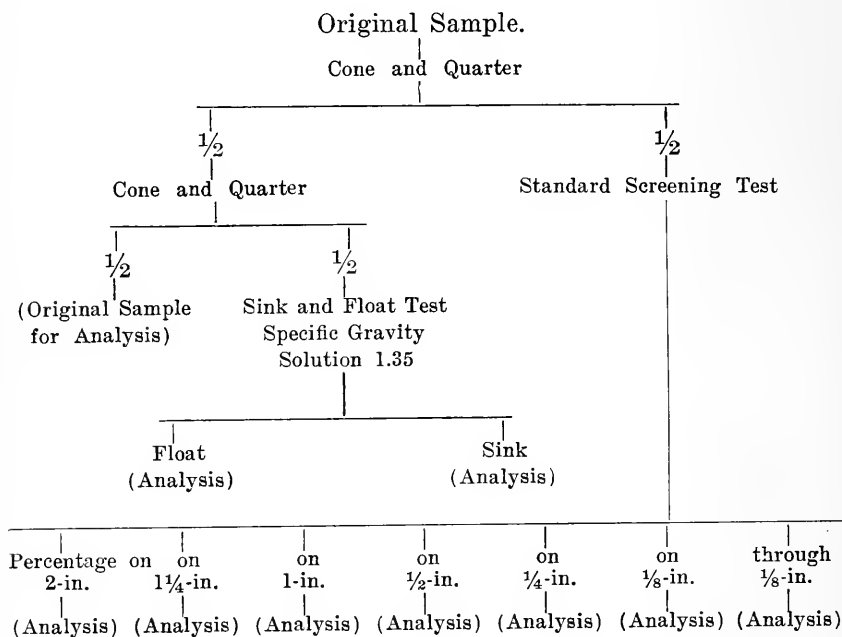 Original Sample.
Cone and Quarter
½ ½
Cone and Quarter Standard Screening Test
½ ½
(Original Sample Sink and Float Test
for Analysis) Specific Gravity
Solution 1.35
Float Sink
(Analysis) (Analysis)
Percentage on on on on on on through
2-in. 1¼-in. 1-in. ½-in. ¼-in. ⅛-in. ⅛-in.
(Analysis) (Analysis) (Analysis) (Analysis) (Analysis) (Analysis) (Analysis)